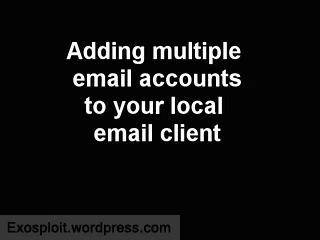 Adding multiple
email accounts
to your local
email client
Exosploit.wordpress.com